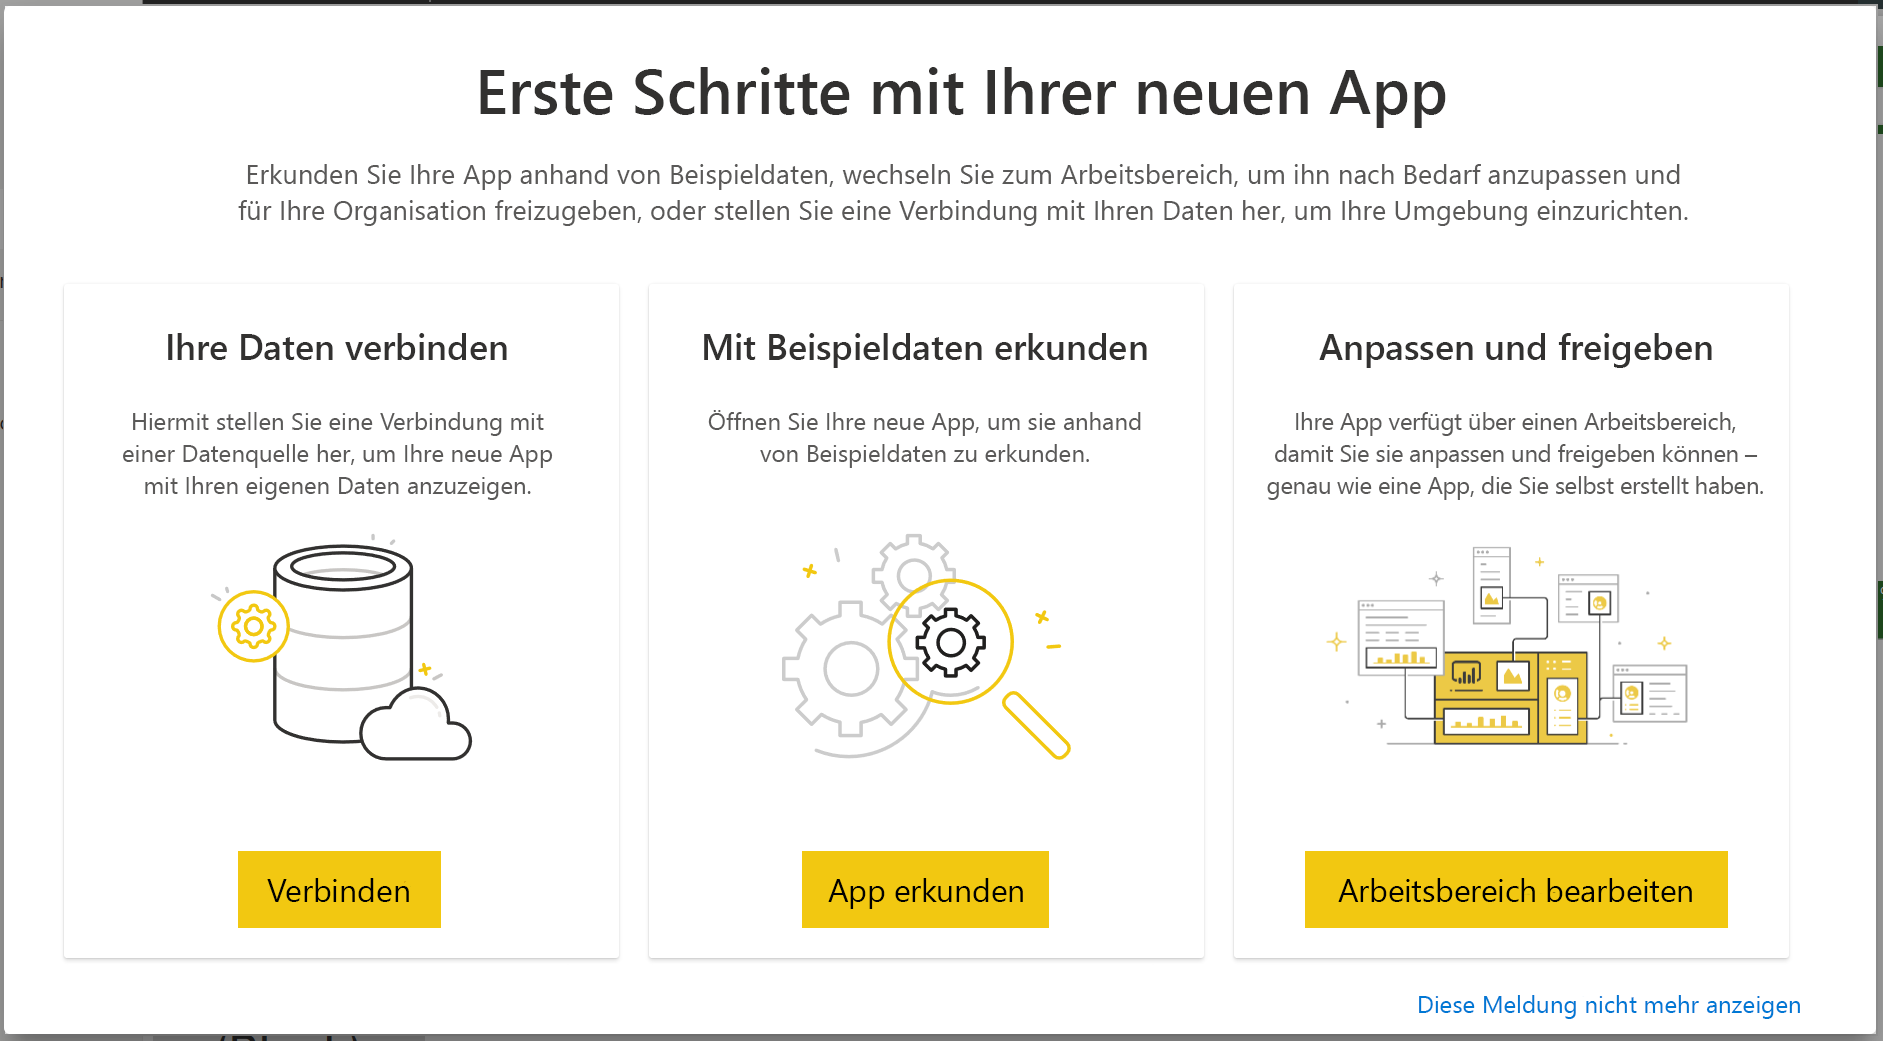 Erste Schritte mit Ihrer neuen App
Erkunden Sie Ihre App anhand von Beispieldaten, wechseln Sie zum Arbeitsbereich, um ihn nach Bedarf anzupassen und
für Ihre Organisation freizugeben, oder stellen Sie eine Verbindung mit Ihren Daten her, um Ihre Umgebung einzurichten.
Ihre Daten verbinden
Hiermit stellen Sie eine Verbindung mit
einer Datenquelle her, um Ihre neue App
mit Ihren eigenen Daten anzuzeigen.
Verbinden
Mit Beispieldaten erkunden
Öffnen Sie Ihre neue App, um sie anhand
von Beispieldaten zu erkunden.
App erkunden
Anpassen und freigeben
Ihre App verfügt über einen Arbeitsbereich,
damit Sie sie anpassen und freigeben können –
genau wie eine App, die Sie selbst erstellt haben.
Arbeitsbereich bearbeiten
Diese Meldung nicht mehr anzeigen